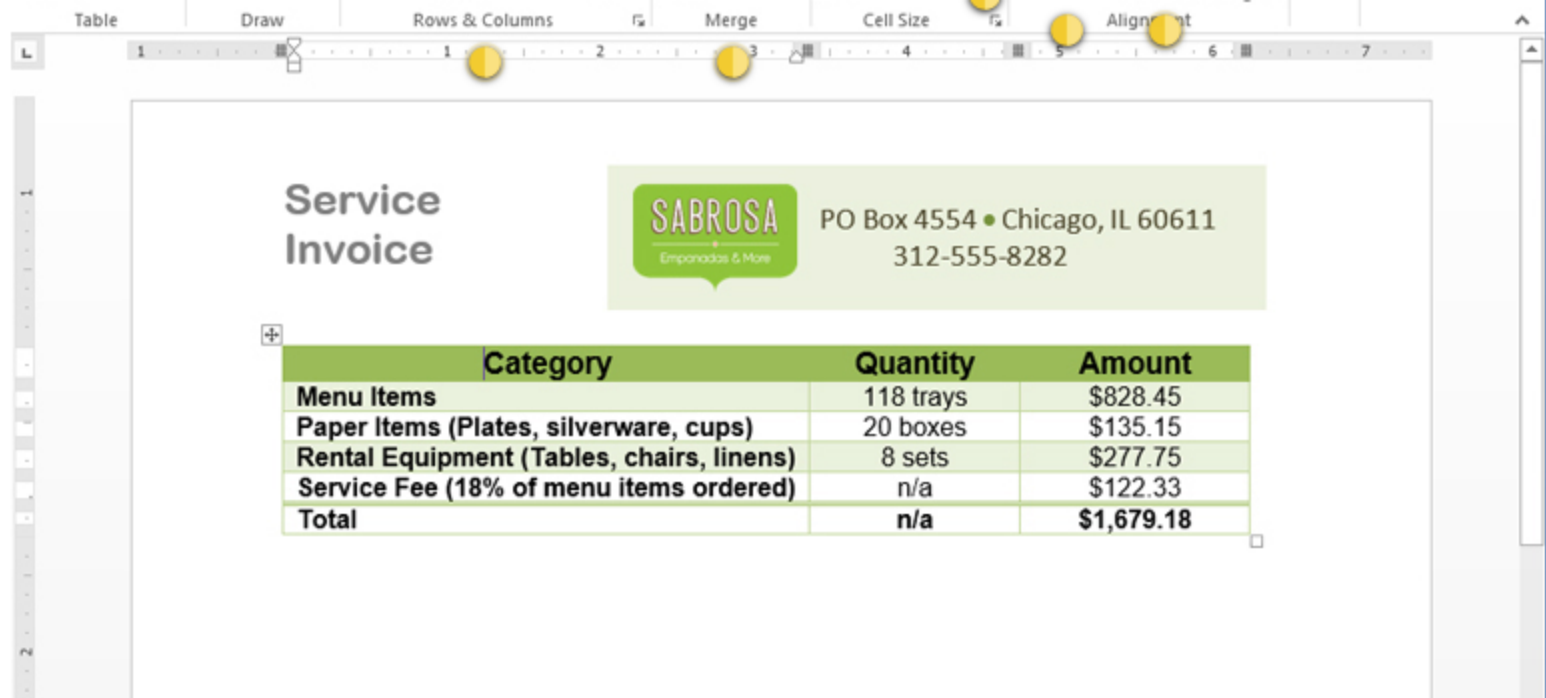 Table Draw Rows & Columns Merge Cell Size
L 1 1 2 3 4 5 6 7
Service
Invoice
SABROSA
Empanadas & More
PO Box 4554 • Chicago, IL 60611
312-555-8282
Category Quantity Amount
Menu Items 118 trays $828.45
Paper Items (Plates, silverware, cups) 20 boxes $135.15
Rental Equipment (Tables, chairs, linens) 8 sets $277.75
Service Fee (18% of menu items ordered) n/a $122.33
Total n/a $1,679.18
1
2